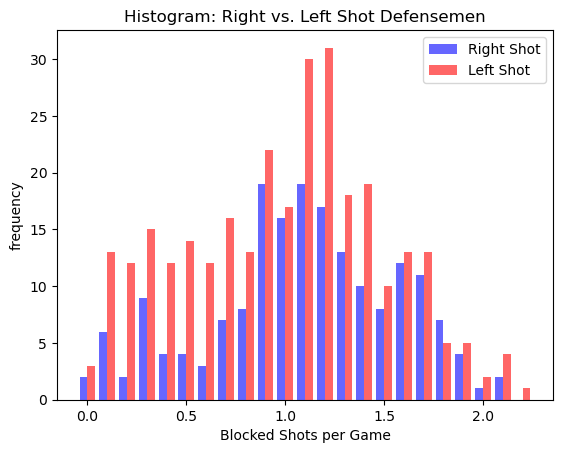 Histogram: Right vs. Left Shot Defensemen
Right Shot
Left Shot
frequency
30
25
20
15
10
5
0
0.0 0.5 1.0 1.5 2.0
Blocked Shots per Game